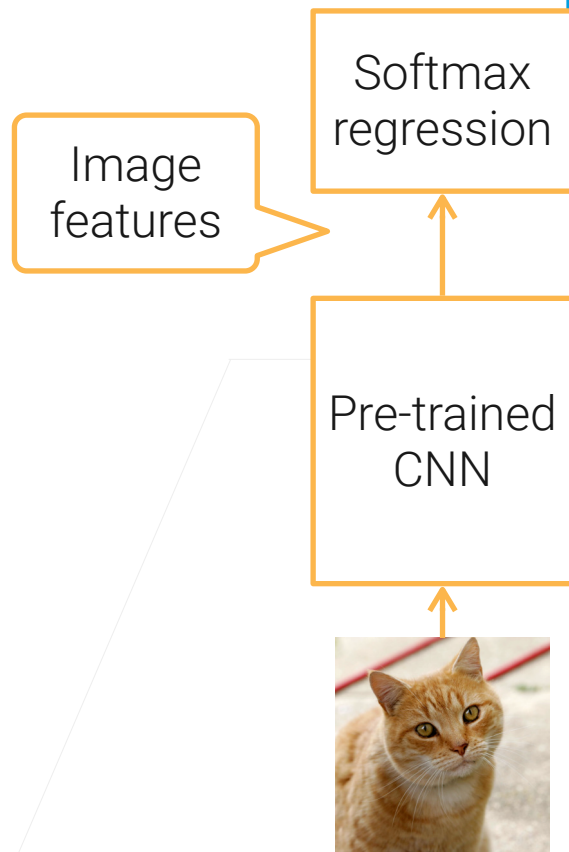 Softmax
regression
Image
features
Pre-trained
CNN